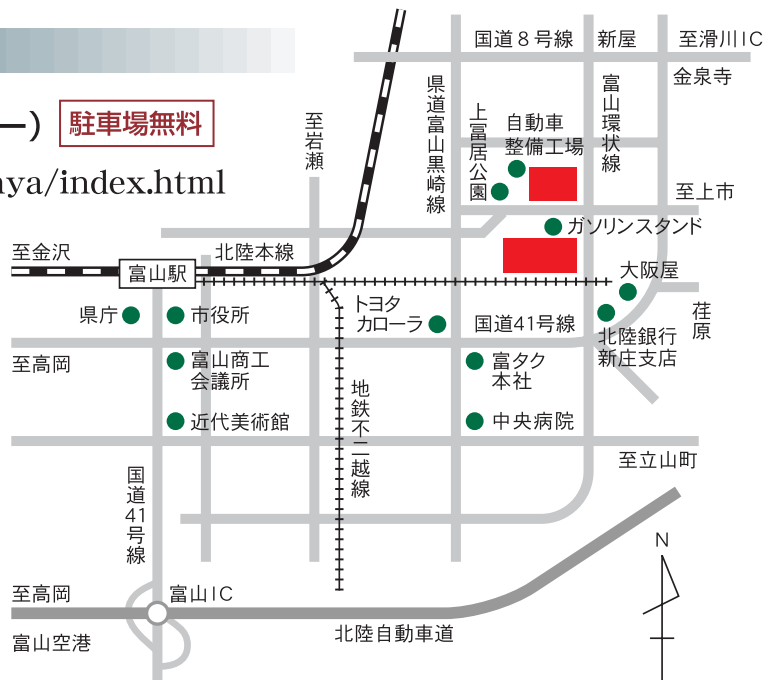 国道8号線
新屋
至滑川IC
金泉寺
ー)
駐車場無料
県道富山黒崎線
上冨居公園
自動車
整備工場
富山環状線
至岩瀬
aya/index.html
至上市
ガソリンスタンド
至金沢
北陸本線
富山駅
大阪屋
県庁
市役所
トヨタ
カローラ
国道41号線
荏原
北陸銀行
新庄支店
至高岡
富山商工
会議所
富タク
本社
地鉄不二越線
近代美術館
中央病院
至立山町
国道41号線
N
至高岡
富山IC
富山空港
北陸自動車道